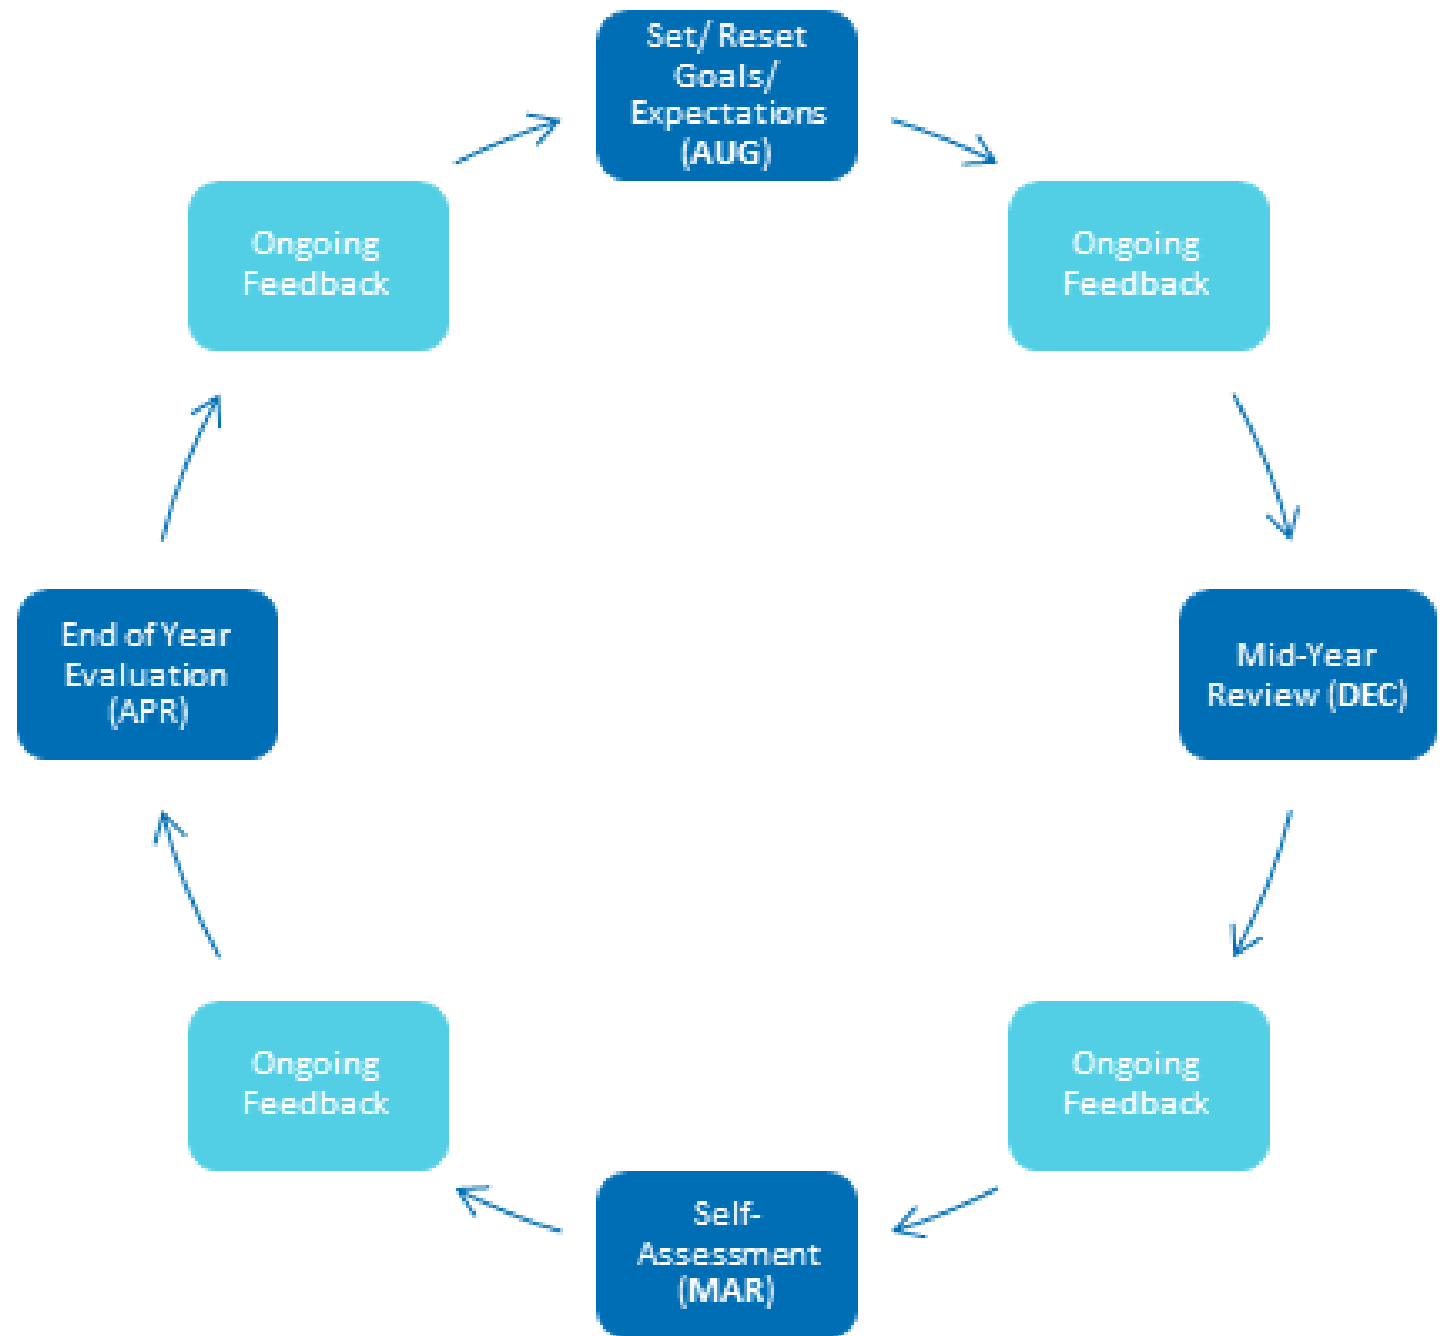 Set/ Reset
Goals/
Expectations
(AUG)
Ongoing
Feedback
Mid-Year
Review (DEC)
Ongoing
Feedback
Self-
Assessment
(MAR)
Ongoing
Feedback
End of Year
Evaluation
(APR)
Ongoing
Feedback